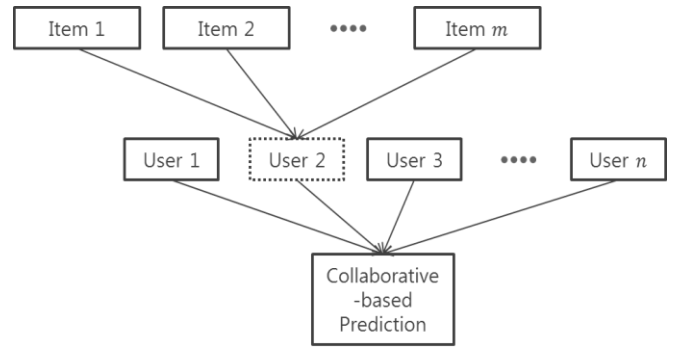 Item 1 Item 2 •••• Item m
User 1 User 2 User 3 •••• User n
Collaborative
-based
Prediction